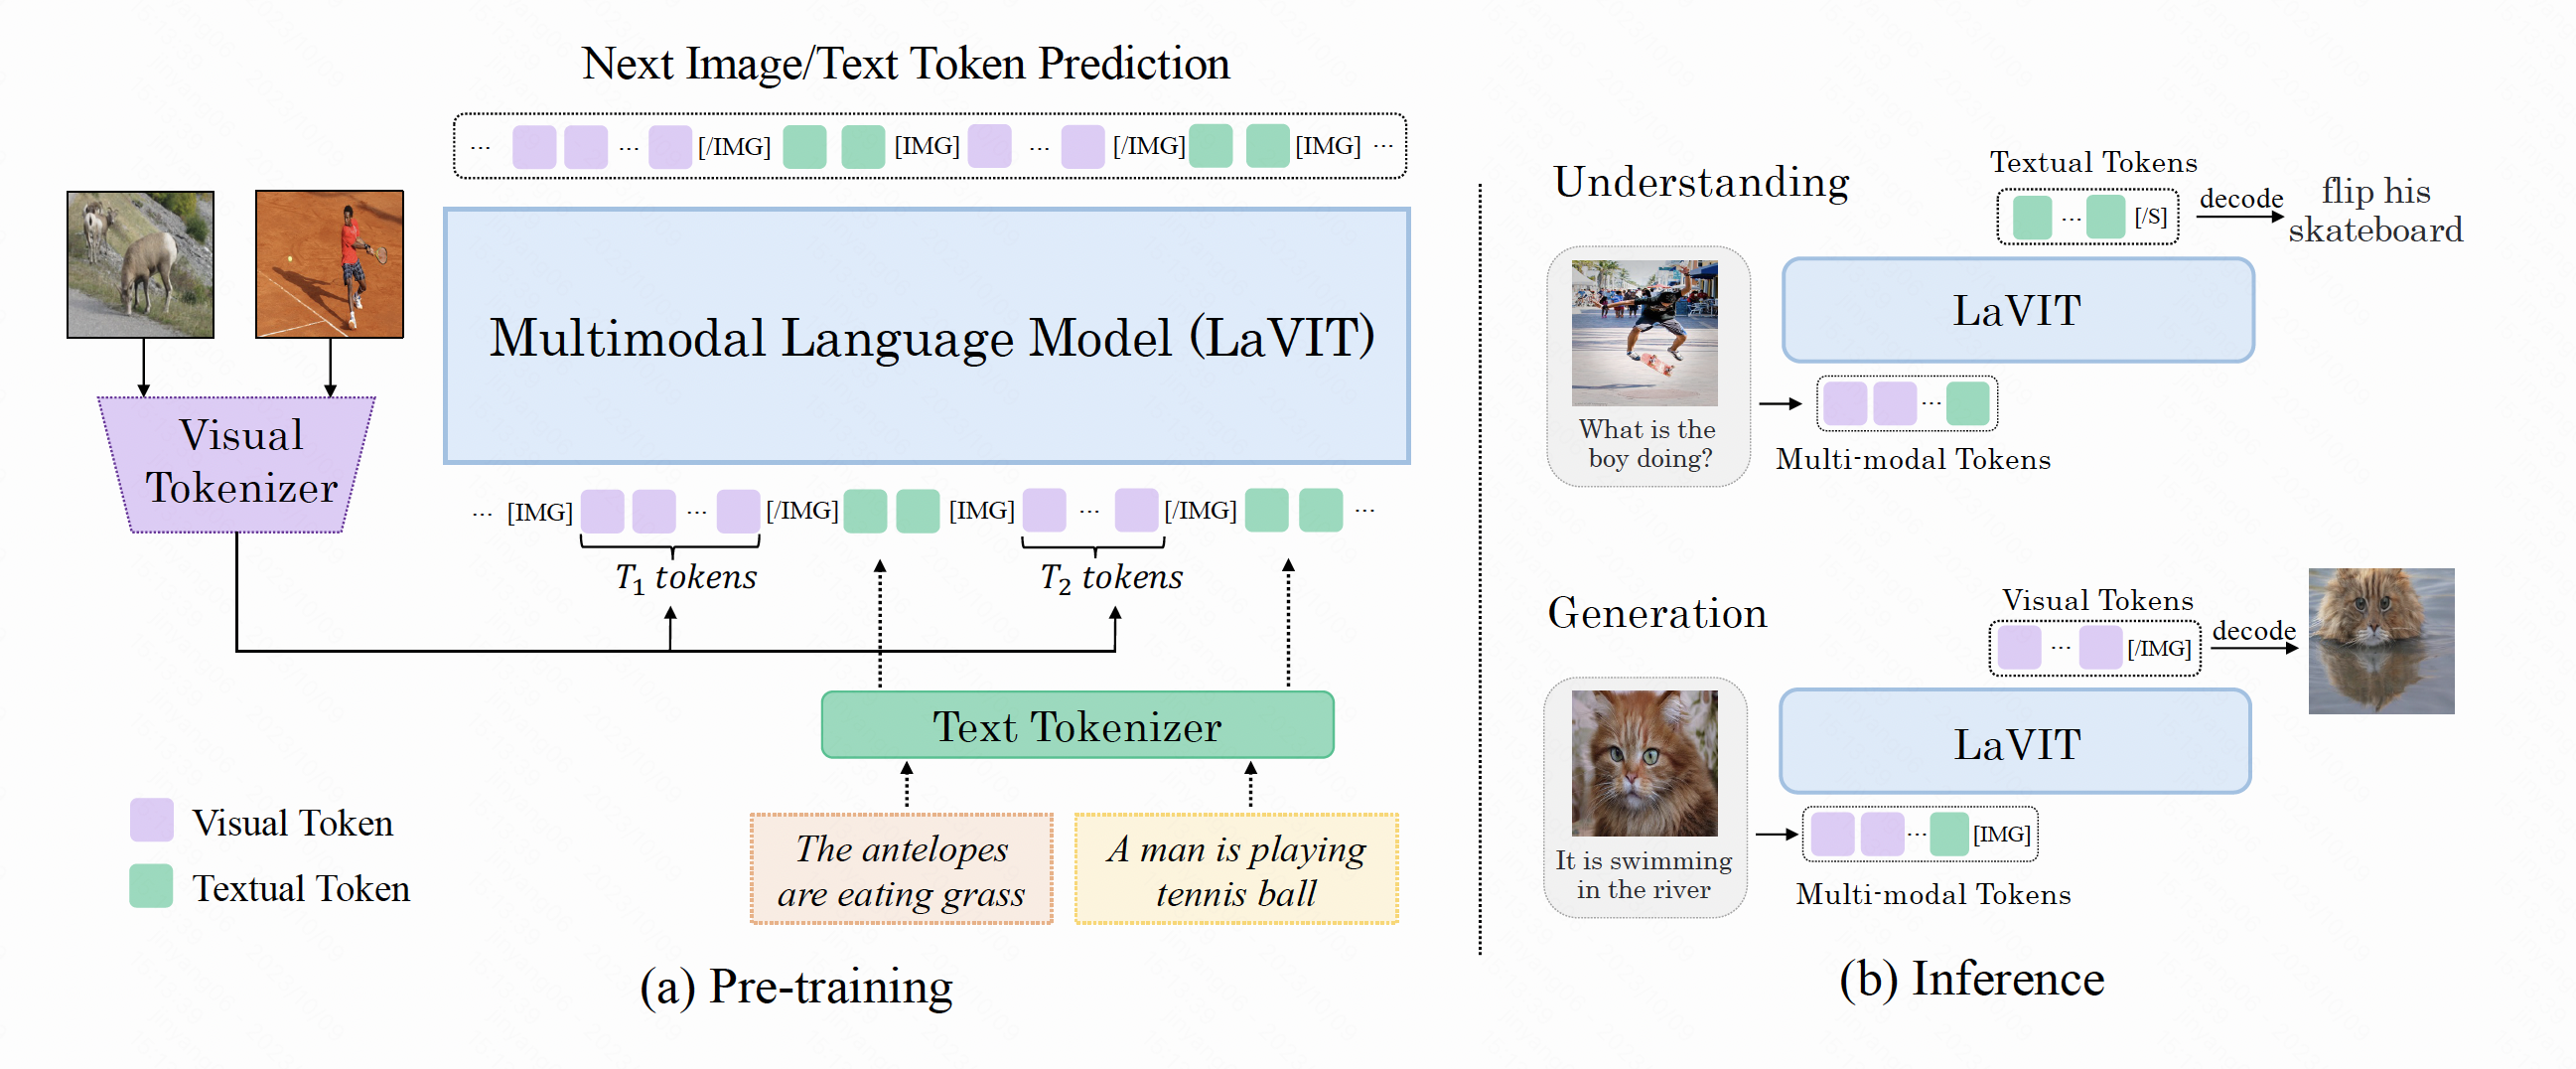 Next Image/Text Token Prediction
... ... [/IMG] [IMG] ... [/IMG] [IMG] ...
Multimodal Language Model (LaVIT)
Visual
Tokenizer
... [IMG] ... [/IMG] [IMG] ... [/IMG] ...
T₁ tokens
T₂ tokens
Text Tokenizer
The antelopes
are eating grass
A man is playing
tennis ball
Visual Token
Textual Token
(a) Pre-training
Understanding
Textual Tokens
... [/S]
decode
flip his
skateboard
LaVIT
What is the
boy doing?
...
Multi-modal Tokens
Generation
Visual Tokens
... [/IMG]
decode
LaVIT
It is swimming
in the river
... [IMG]
Multi-modal Tokens
(b) Inference